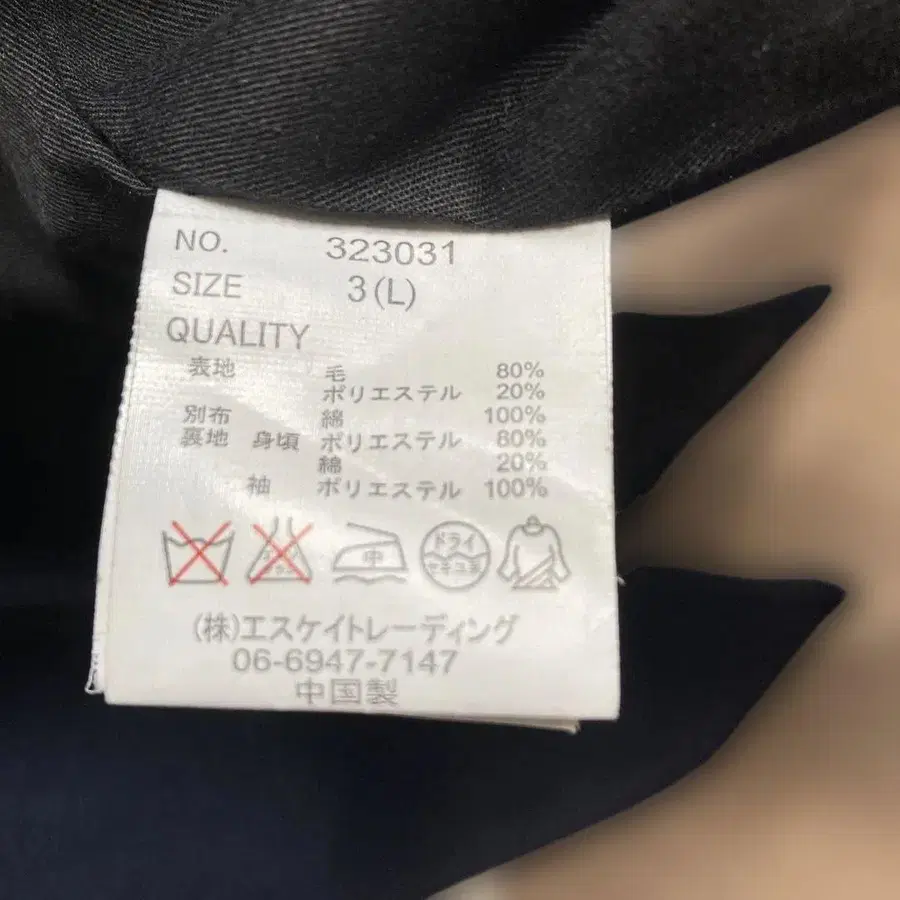 NO. 323031
SIZE 3(L)
QUALITY
表地 毛 80%
ポリエステル 20%
別布 綿 100%
裏地 身頃 ポリエステル 80%
綿 20%
袖 ポリエステル 100%
中 ドライ
(株)エスケイトレーディング
06-6947-7147
中国製